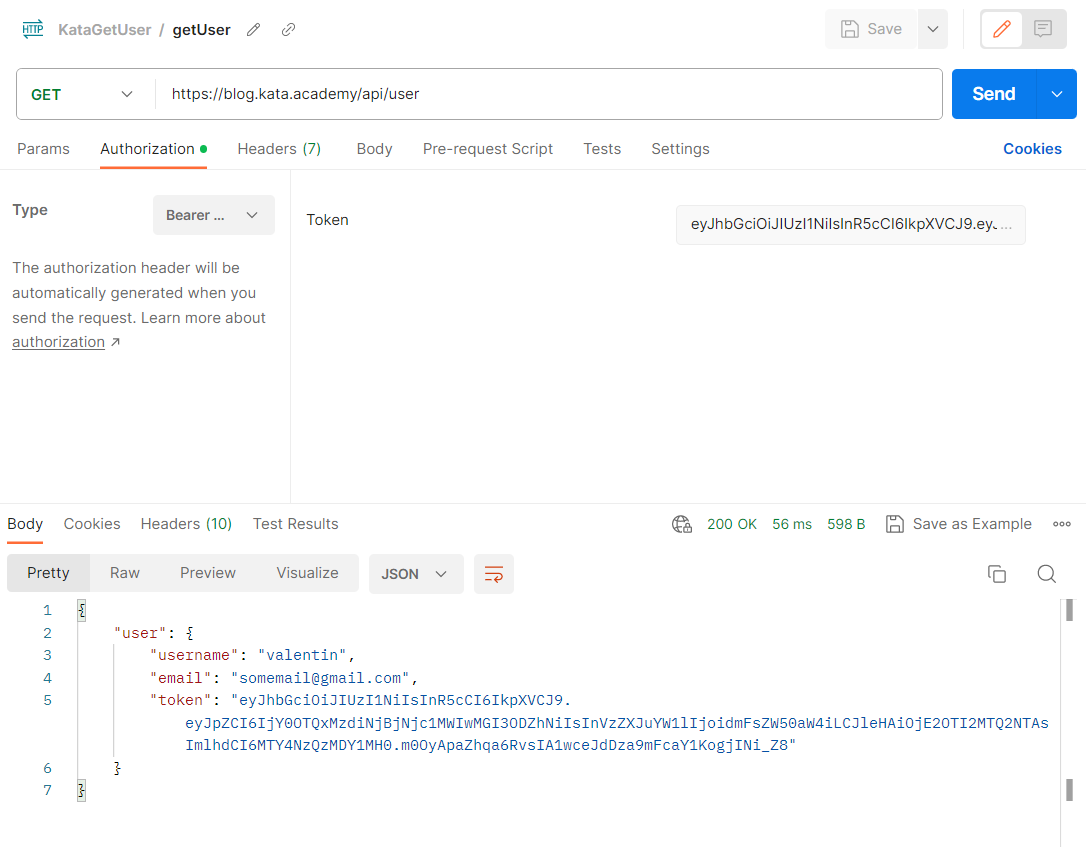 HTTP KataGetUser / getUser Save
GET https://blog.kata.academy/api/user Send
Params Authorization Headers (7) Body Pre-request Script Tests Settings Cookies
Type Bearer ... Token eyJhbGciOiJIUzI1NiIsInR5cCI6IkpXVCJ9.eyJ...
The authorization header will be
automatically generated when you
send the request. Learn more about
authorization ↗
Body Cookies Headers (10) Test Results 200 OK 56 ms 598 B Save as Example
Pretty Raw Preview Visualize JSON
1 {
2 "user": {
3 "username": "valentin",
4 "email": "somemail@gmail.com",
5 "token": "eyJhbGciOiJIUzI1NiIsInR5cCI6IkpXVCJ9.
eyJpZCI6IjY0OTQxMzdiNjBjNjc1MWIwMGI3ODZhNiIsInVzZXJuYW1lIjoidmFsZW50aW4iLCJleHAiOjE2OTI2MTQ2NTAs
ImlhdCI6MTY4NzQzMDY1MH0.m0OyApaZhqa6RvsIA1wceJdDza9mFcaY1KogjINi_Z8"
6 }
7 }